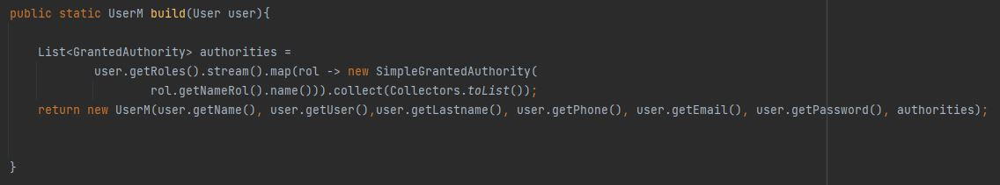 public static UserM build(User user){
List<GrantedAuthority> authorities =
user.getRoles().stream().map(rol -> new SimpleGrantedAuthority(
rol.getNameRol().name())).collect(Collectors.toList());
return new UserM(user.getName(), user.getUser(),user.getLastname(), user.getPhone(), user.getEmail(), user.getPassword(), authorities);
}